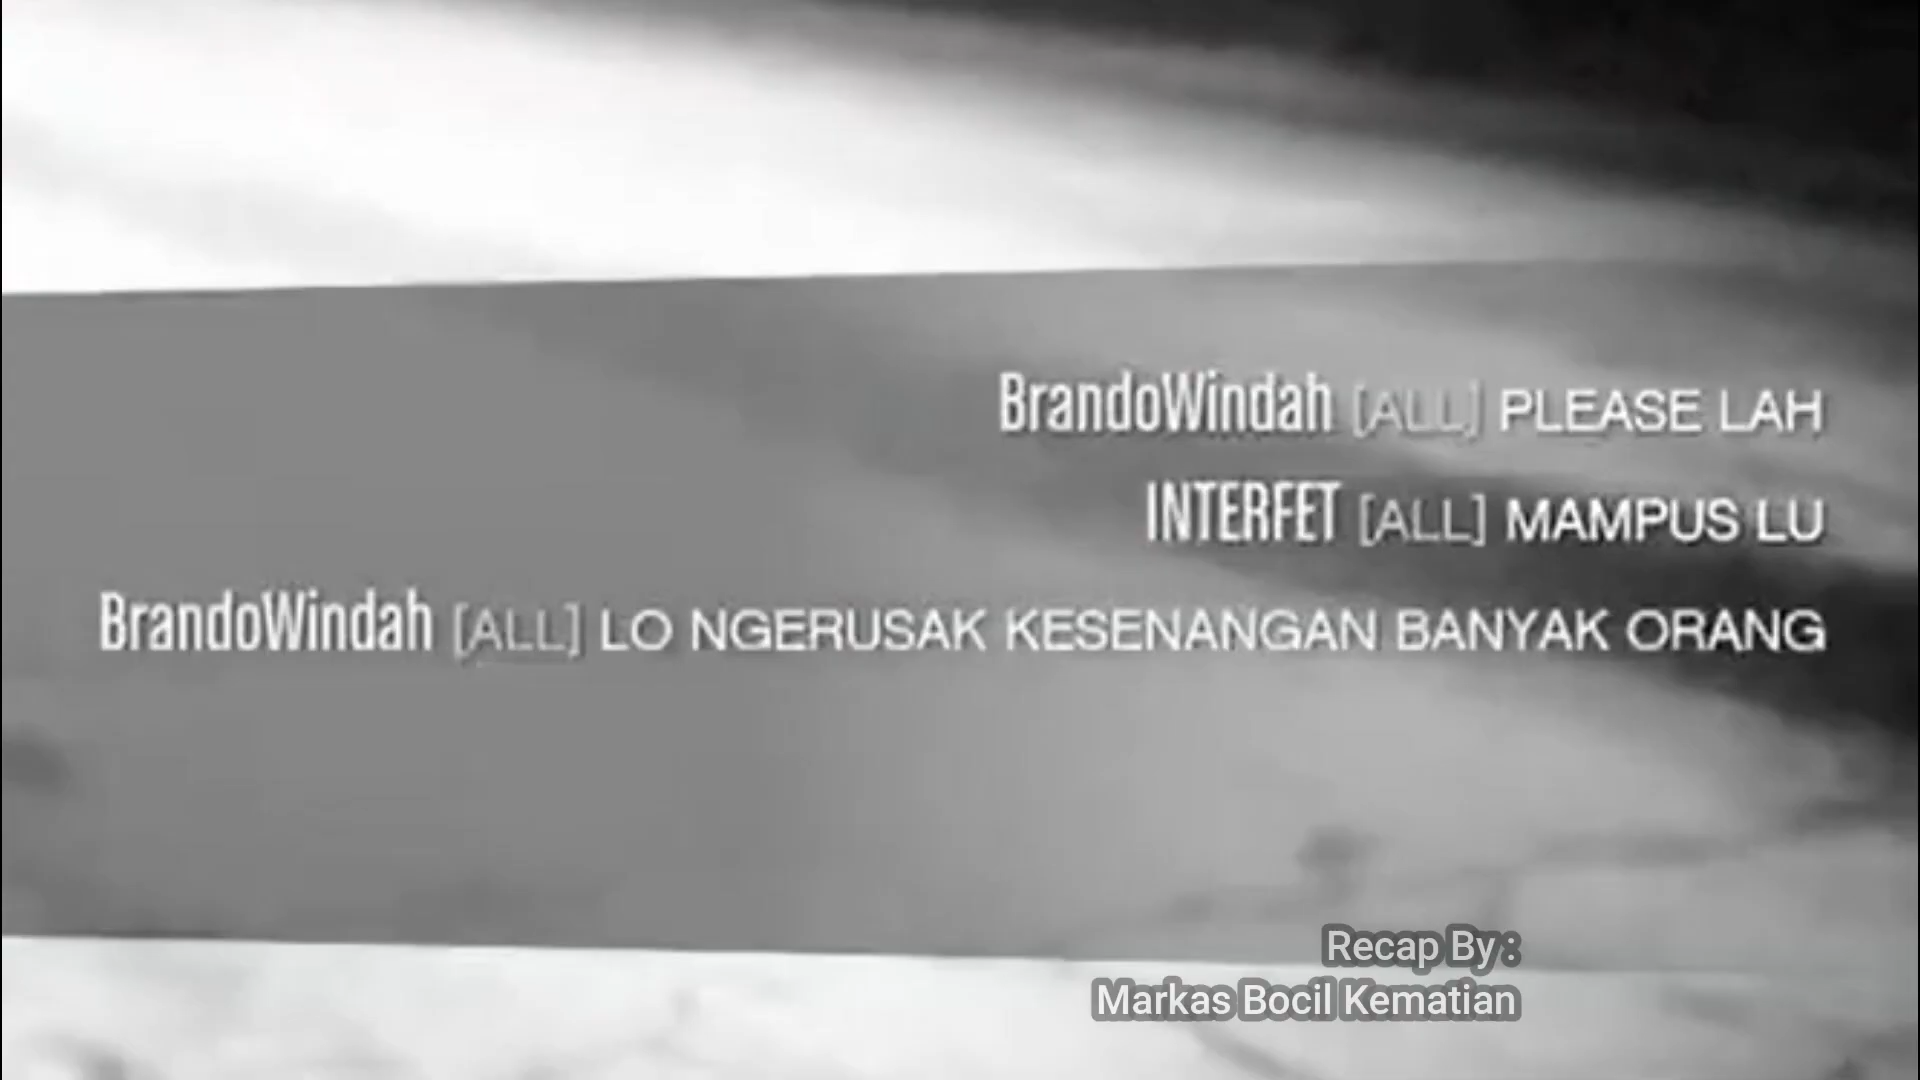 BrandoWindah [ALL] PLEASE LAH
INTERFET [ALL] MAMPUS LU
BrandoWindah [ALL] LO NGERUSAK KESENANGAN BANYAK ORANG
Recap By :
Markas Bocil Kematian